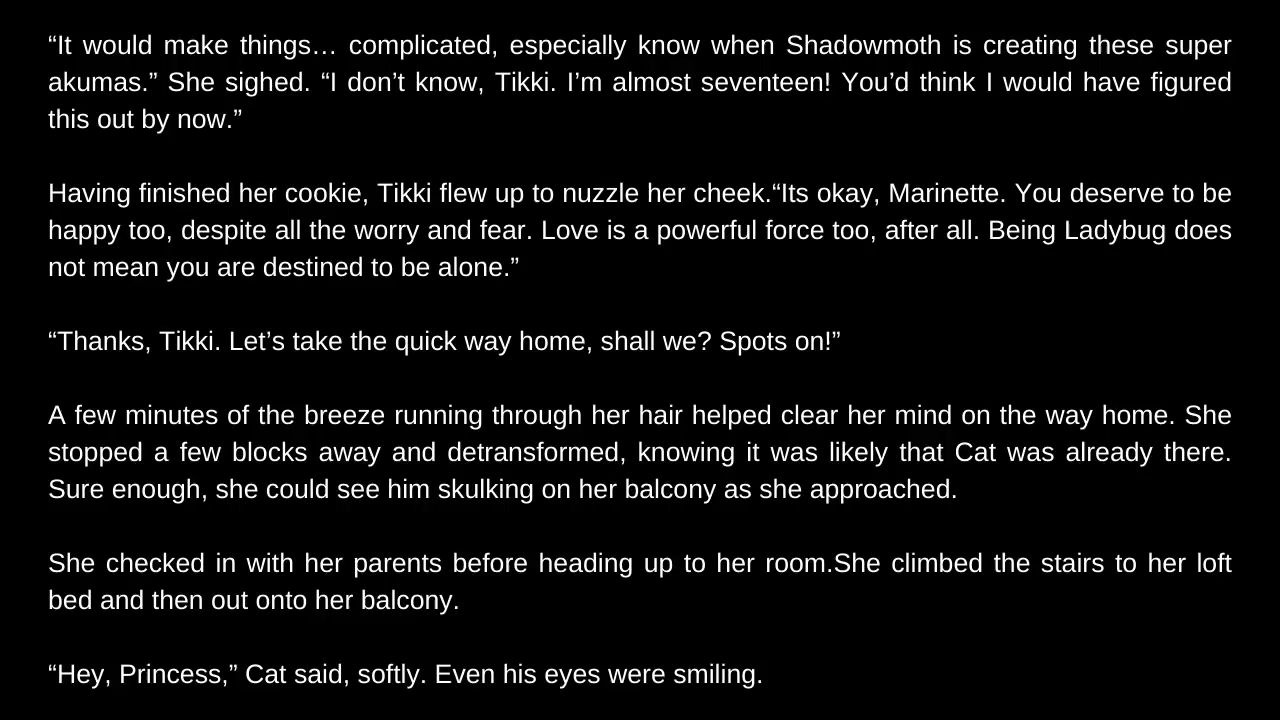 “It would make things… complicated, especially know when Shadowmoth is creating these super
akumas.” She sighed. “I don’t know, Tikki. I’m almost seventeen! You’d think I would have figured
this out by now.”
Having finished her cookie, Tikki flew up to nuzzle her cheek.“Its okay, Marinette. You deserve to be
happy too, despite all the worry and fear. Love is a powerful force too, after all. Being Ladybug does
not mean you are destined to be alone.”
“Thanks, Tikki. Let’s take the quick way home, shall we? Spots on!”
A few minutes of the breeze running through her hair helped clear her mind on the way home. She
stopped a few blocks away and detransformed, knowing it was likely that Cat was already there.
Sure enough, she could see him skulking on her balcony as she approached.
She checked in with her parents before heading up to her room.She climbed the stairs to her loft
bed and then out onto her balcony.
“Hey, Princess,” Cat said, softly. Even his eyes were smiling.